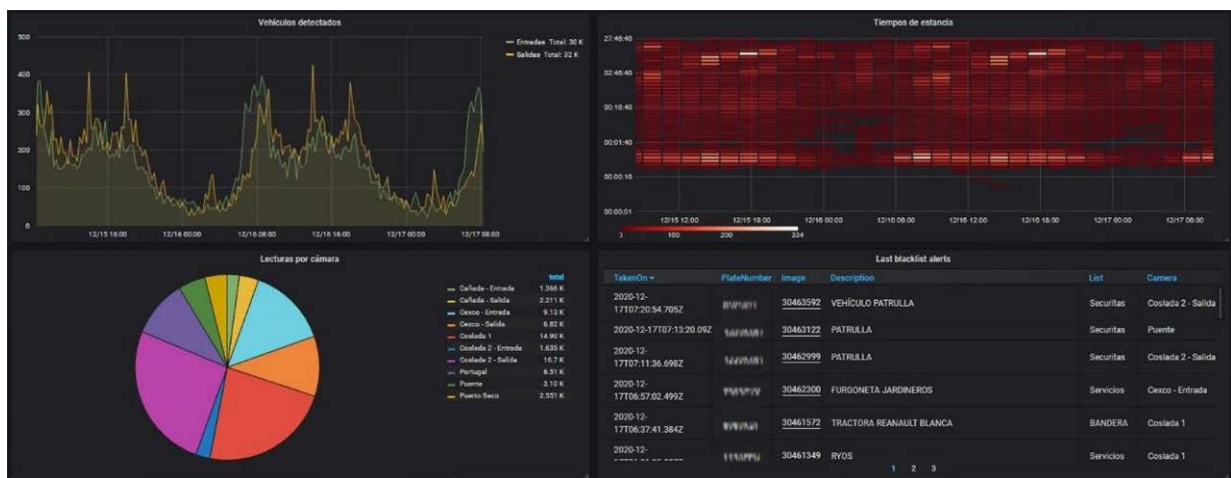 Vehículos detectados
500
400
300
200
100
0
12/15 16:00 12/16 00:00 12/16 08:00 12/16 16:00 12/17 00:00 12/17 08:00
Entradas Total: 30 K
Salidas Total: 32 K
Tiempos de estancia
27:46:40
02:46:40
00:16:40
00:01:40
00:00:10
00:00:01
12/15 12:00 12/15 18:00 12/16 00:00 12/16 06:00 12/16 12:00 12/16 18:00 12/17 00:00 12/17 06:00
100 200 334
Lecturas por cámara
total
Cañada - Entrada 1.366 K
Cañada - Salida 2.211 K
Cexco - Entrada 9.13 K
Cexco - Salida 6.82 K
Coslada 1 14.90 K
Coslada 2 - Entrada 1.635 K
Coslada 2 - Salida 16.7 K
Portugal 6.51 K
Puente 3.10 K
Puerto Seco 2.551 K
Last blacklist alerts
TakenOn PlateNumber Image Description List Camera
2020-12-
17T07:20:54.705Z 30463592 VEHÍCULO PATRULLA Securitas Coslada 2 - Salida
2020-12-17T07:13:20.09Z 30463122 PATRULLA Securitas Puente
2020-12-
17T07:11:36.698Z 30462999 PATRULLA Securitas Coslada 2 - Salida
2020-12-
17T06:57:02.499Z 30462300 FURGONETA JARDINEROS Servicios Cexco - Entrada
2020-12-
17T06:37:41.384Z 30461572 TRACTORA REANAULT BLANCA BANDERA Coslada 1
2020-12-
30461349 RYOS Servicios Coslada 1
1 2 3